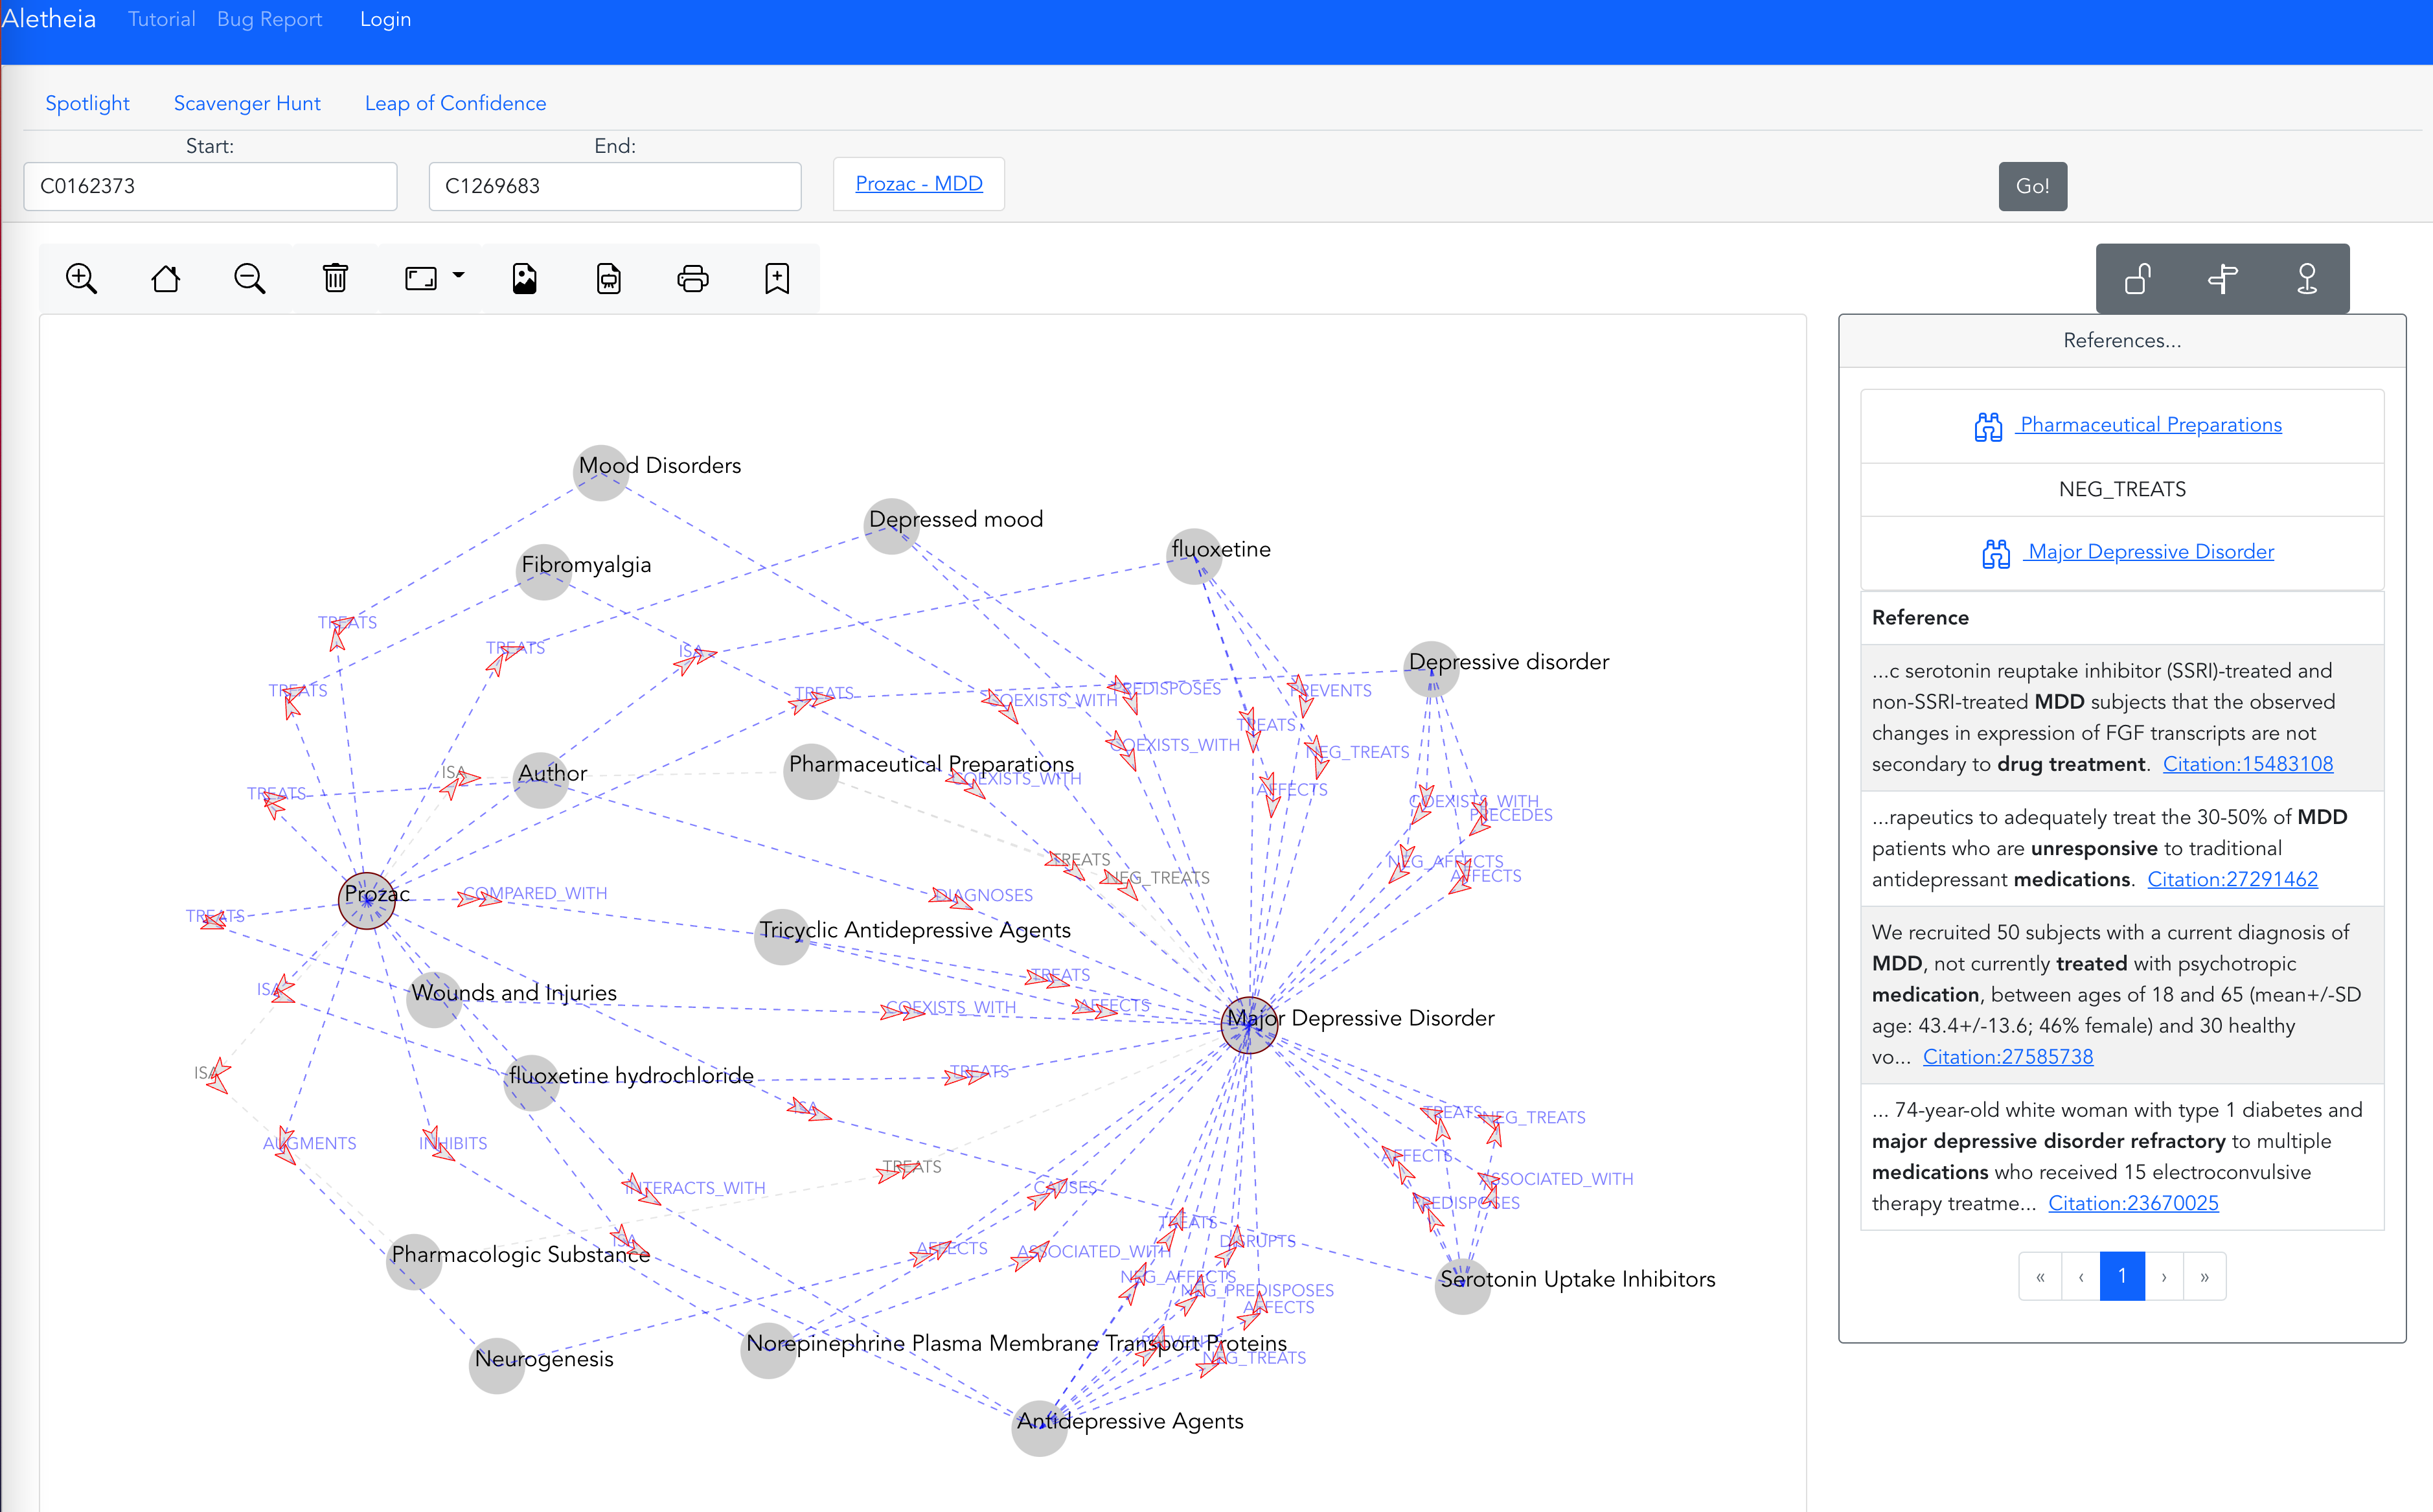 Aletheia Tutorial Bug Report Login
Spotlight Scavenger Hunt Leap of Confidence
Start: End:
C0162373 C1269683 Prozac - MDD Go!
References...
Pharmaceutical Preparations
NEG_TREATS
Major Depressive Disorder
Reference
...c serotonin reuptake inhibitor (SSRI)-treated and
non-SSRI-treated MDD subjects that the observed
changes in expression of FGF transcripts are not
secondary to drug treatment. Citation:15483108
...rapeutics to adequately treat the 30-50% of MDD
patients who are unresponsive to traditional
antidepressant medications. Citation:27291462
We recruited 50 subjects with a current diagnosis of
MDD, not currently treated with psychotropic
medication, between ages of 18 and 65 (mean+/-SD
age: 43.4+/-13.6; 46% female) and 30 healthy
vo... Citation:27585738
... 74-year-old white woman with type 1 diabetes and
major depressive disorder refractory to multiple
medications who received 15 electroconvulsive
therapy treatme... Citation:23670025
« ‹ 1 › »
Mood Disorders
Depressed mood
fluoxetine
Fibromyalgia
TREATS
TREATS
ISA
Depressive disorder
TREATS
TREATS
COEXISTS_WITH
PREDISPOSES
PREVENTS
TREATS
COEXISTS_WITH
NEG_TREATS
Author
ISA
Pharmaceutical Preparations
COEXISTS_WITH
AFFECTS
TREATS
COEXISTS_WITH
PRECEDES
TREATS
NEG_TREATS
NEG_AFFECTS
AFFECTS
Prozac
COMPARED_WITH
DIAGNOSES
TREATS
Tricyclic Antidepressive Agents
TREATS
ISA
Wounds and Injuries
COEXISTS_WITH
AFFECTS
Major Depressive Disorder
ISA
fluoxetine hydrochloride
TREATS
ISA
TREATS
NEG_TREATS
AUGMENTS
INHIBITS
AFFECTS
TREATS
INTERACTS_WITH
CAUSES
ASSOCIATED_WITH
PREDISPOSES
TREATS
ISA
Pharmacologic Substance
AFFECTS
ASSOCIATED_WITH
DISRUPTS
NEG_AFFECTS
Serotonin Uptake Inhibitors
NEG_PREDISPOSES
AFFECTS
Neurogenesis
Norepinephrine Plasma Membrane Transport Proteins
PREVENTS
NEG_TREATS
Antidepressive Agents